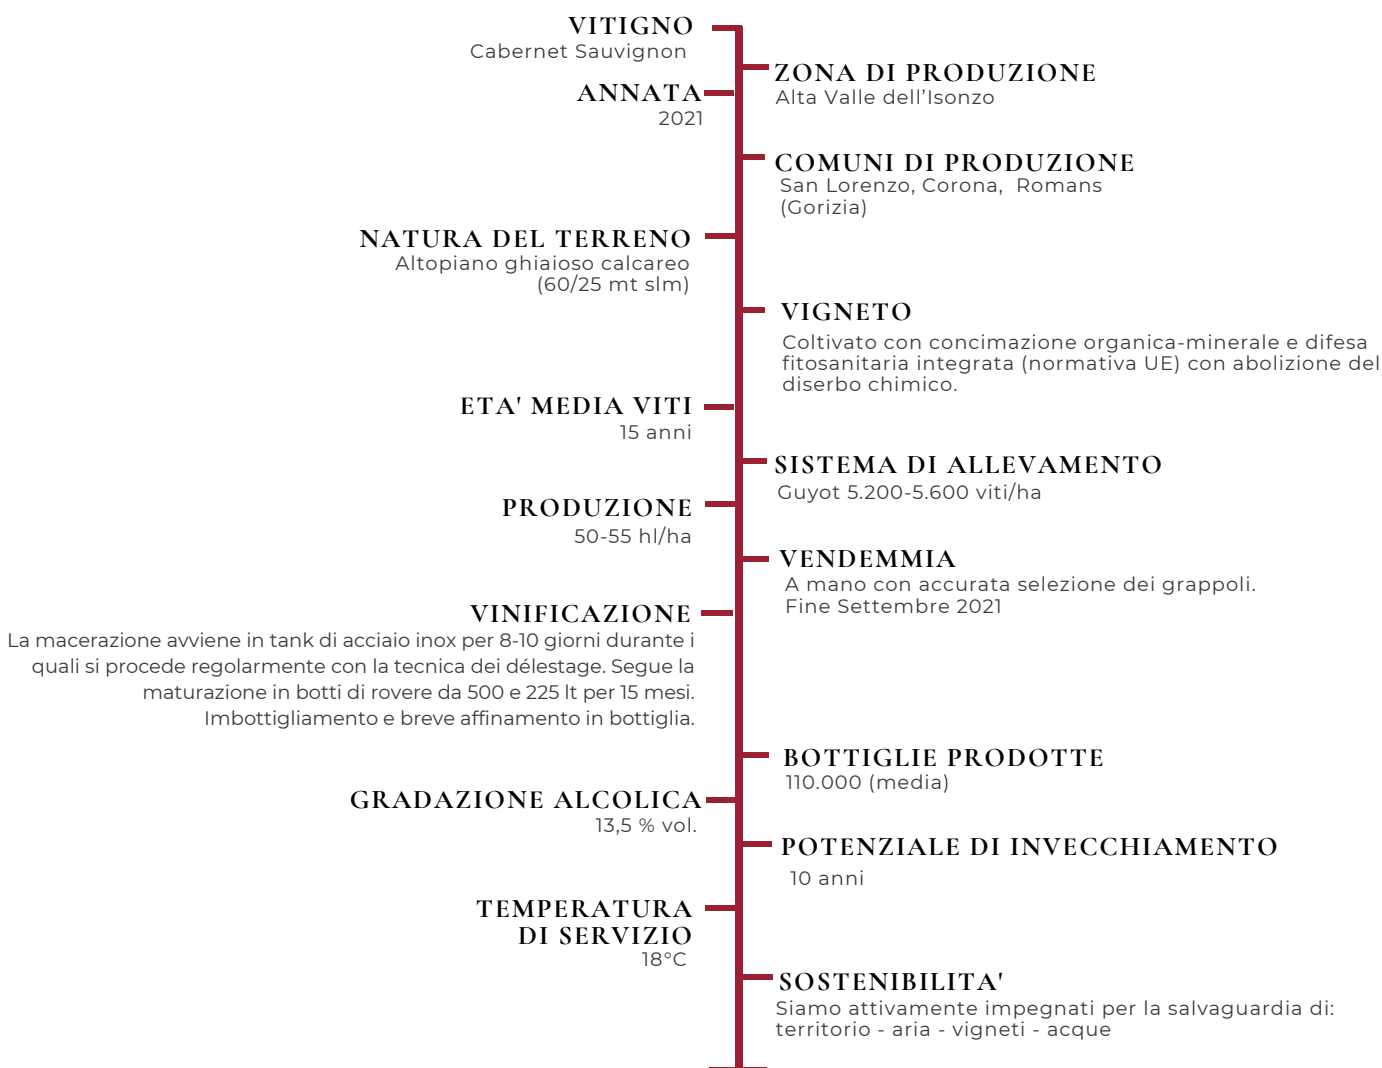 VITIGNO
Cabernet Sauvignon
ZONA DI PRODUZIONE
Alta Valle dell'Isonzo
ANNATA
2021
COMUNI DI PRODUZIONE
San Lorenzo, Corona,  Romans
(Gorizia)
NATURA DEL TERRENO
Altopiano ghiaioso calcareo
(60/25 mt slm)
VIGNETO
Coltivato con concimazione organica-minerale e difesa
fitosanitaria integrata (normativa UE) con abolizione del
diserbo chimico.
ETA' MEDIA VITI
15 anni
SISTEMA DI ALLEVAMENTO
Guyot 5.200-5.600 viti/ha
PRODUZIONE
50-55 hl/ha
VENDEMMIA
A mano con accurata selezione dei grappoli.
Fine Settembre 2021
VINIFICAZIONE
La macerazione avviene in tank di acciaio inox per 8-10 giorni durante i
quali si procede regolarmente con la tecnica dei délestage. Segue la
maturazione in botti di rovere da 500 e 225 lt per 15 mesi.
Imbottigliamento e breve affinamento in bottiglia.
BOTTIGLIE PRODOTTE
110.000 (media)
GRADAZIONE ALCOLICA
13,5 % vol.
POTENZIALE DI INVECCHIAMENTO
10 anni
TEMPERATURA
DI SERVIZIO
18°C
SOSTENIBILITA'
Siamo attivamente impegnati per la salvaguardia di:
territorio - aria - vigneti - acque